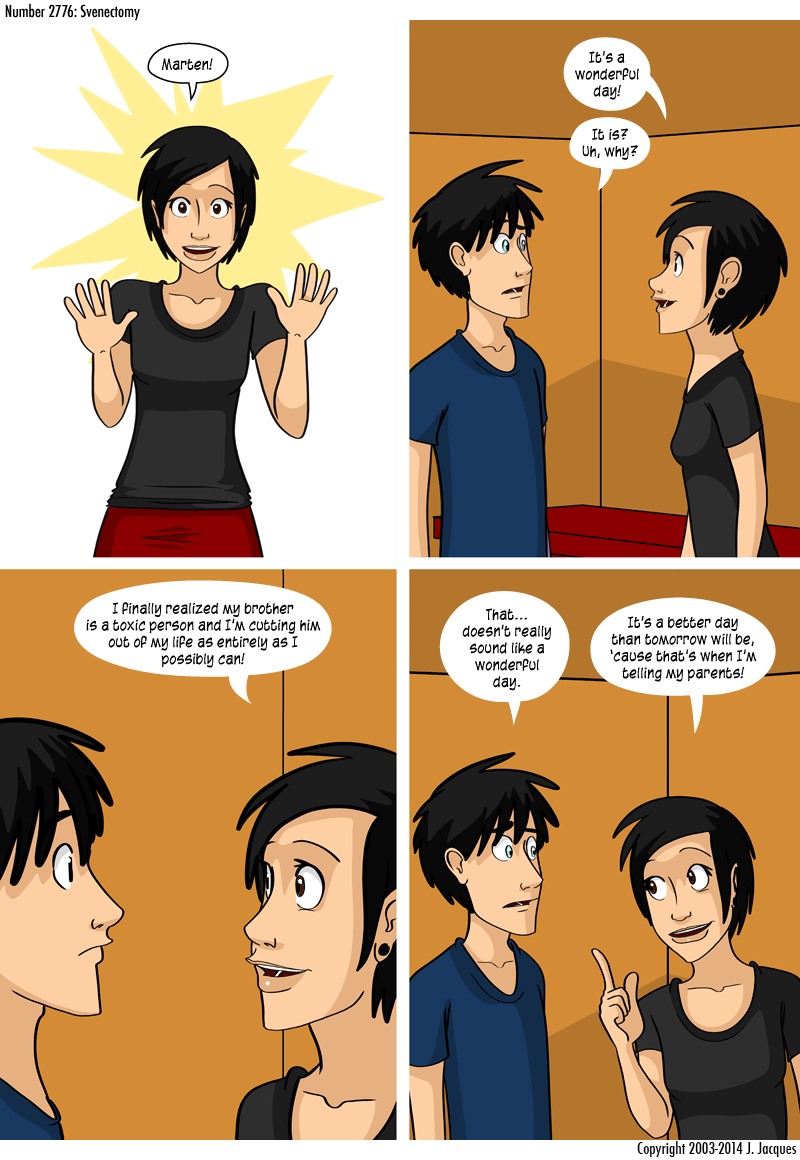 Number 2776: Svenectomy
Marten!
It's a
wonderful
day!
It is?
Uh, why?
I finally realized my brother
is a toxic person and I'm cutting him
out of my life as entirely as I
possibly can!
That...
doesn't really
sound like a
wonderful
day.
It's a better day
than tomorrow will be,
'cause that's when I'm
telling my parents!
Copyright 2003-2014 J. Jacques